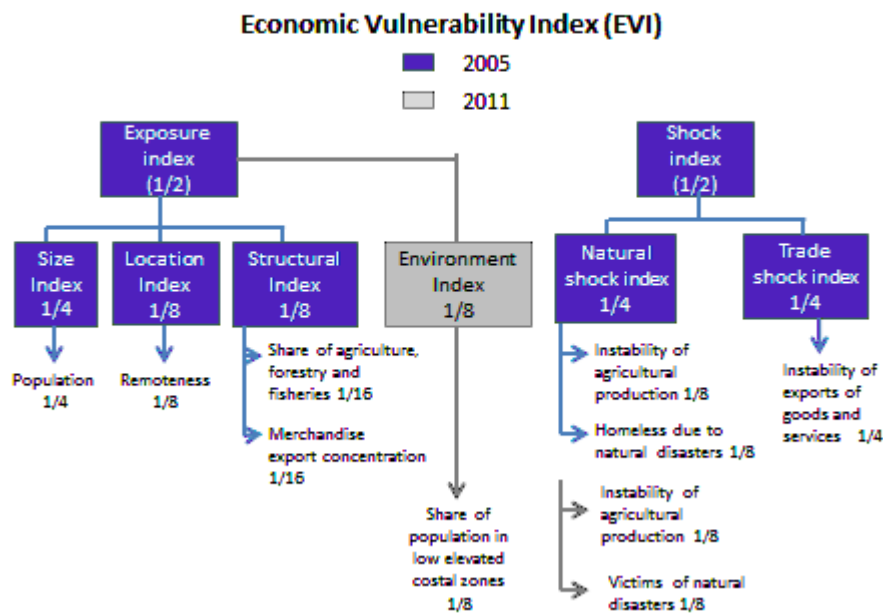 Economic Vulnerability Index (EVI)
2005
2011
Exposure
index
(1/2)
Shock
index
(1/2)
Size
Index
1/4
Location
Index
1/8
Structural
Index
1/8
Environment
Index
1/8
Natural
shock index
1/4
Trade
shock index
1/4
Population
1/4
Remoteness
1/8
Share of agriculture,
forestry and
fisheries 1/16
Merchandise
export concentration
1/16
Share of
population in
low elevated
costal zones
1/8
Instability of
agricultural
production 1/8
Homeless due to
natural disasters 1/8
Instability of
agricultural
production 1/8
Victims of natural
disasters 1/8
Instability of
exports of
goods and
services 1/4